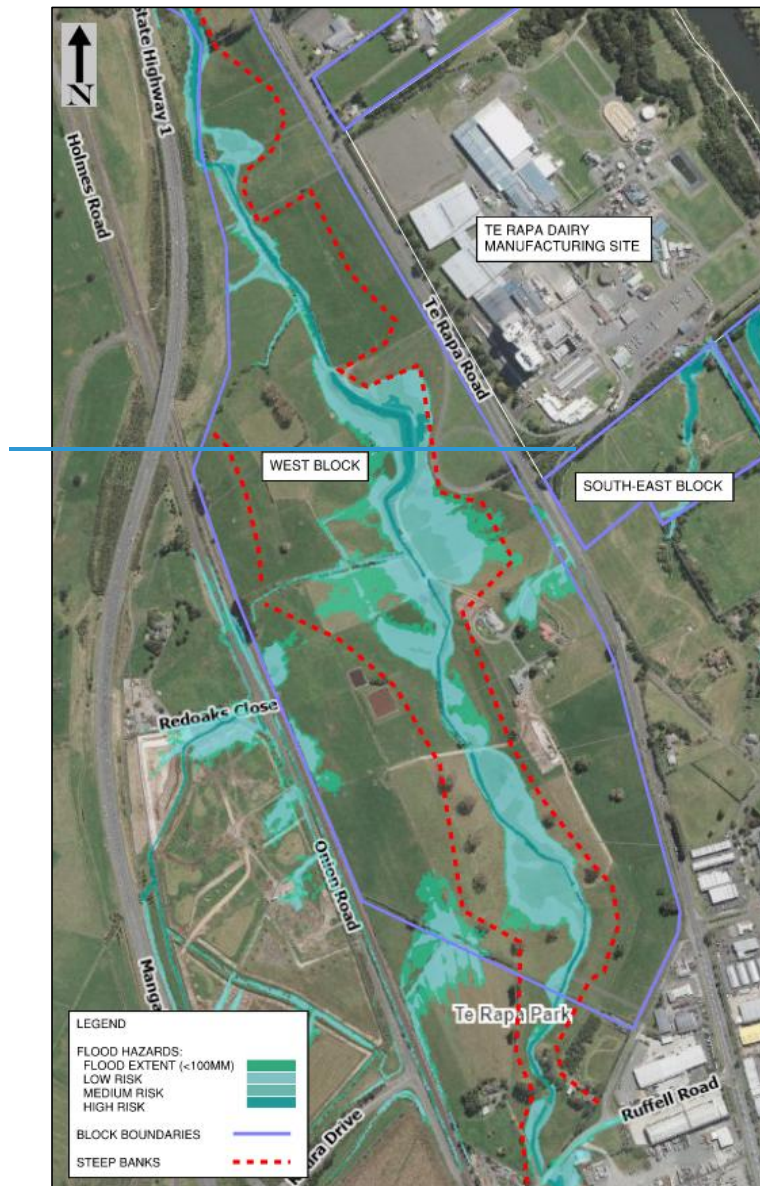 State Highway 1
N
Holmes Road
TE RAPA DAIRY
MANUFACTURING SITE
Te Rapa Road
WEST BLOCK
SOUTH-EAST BLOCK
Redoaks Close
Onion Road
Manga
Te Rapa Park
Ruffell Road
Drive
LEGEND
FLOOD HAZARDS:
FLOOD EXTENT (<100MM)
LOW RISK
MEDIUM RISK
HIGH RISK
BLOCK BOUNDARIES
STEEP BANKS